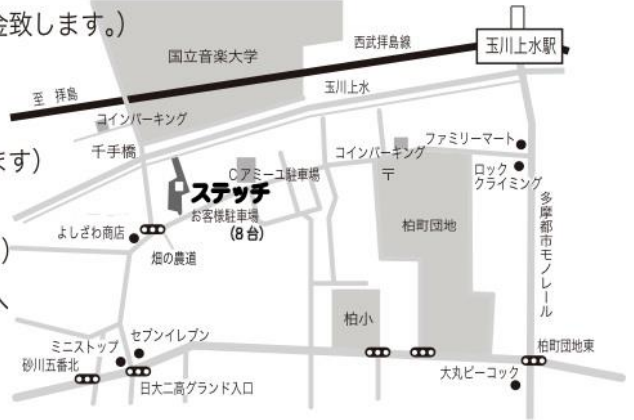 金致します。)
国立音楽大学
西武拝島線
玉川上水駅
至 拝島
玉川上水
コインパーキング
千手橋
ます)
コインパーキング
ファミリーマート
Cアミーユ駐車場
〒
ロック
クライミング
ステッチ
お客様駐車場
(8台)
柏町団地
多摩都市モノレール
よしざわ商店
畑の農道
)
へ
柏小
セブンイレブン
ミニストップ
砂川五番北
日大二高グランド入口
柏町団地東
大丸ピーコック